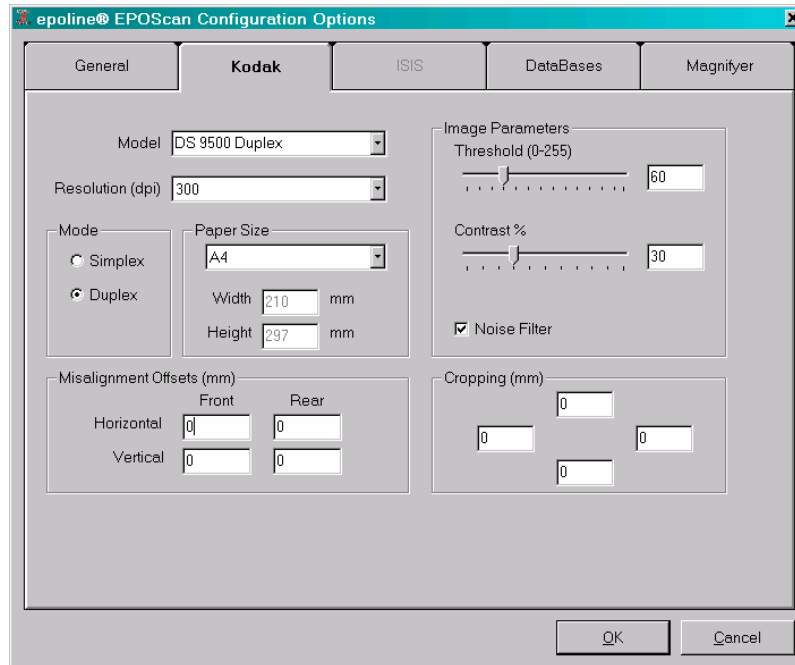 epoline® EPOScan Configuration Options
General Kodak ISIS DataBases Magnifyer
Model DS 9500 Duplex
Resolution (dpi) 300
Mode
Simplex
Duplex
Paper Size
A4
Width 210 mm
Height 297 mm
Image Parameters
Threshold (0-255)
60
Contrast %
30
Noise Filter
Misalignment Offsets (mm)
Front Rear
Horizontal 0 0
Vertical 0 0
Cropping (mm)
0
0 0
0
OK Cancel